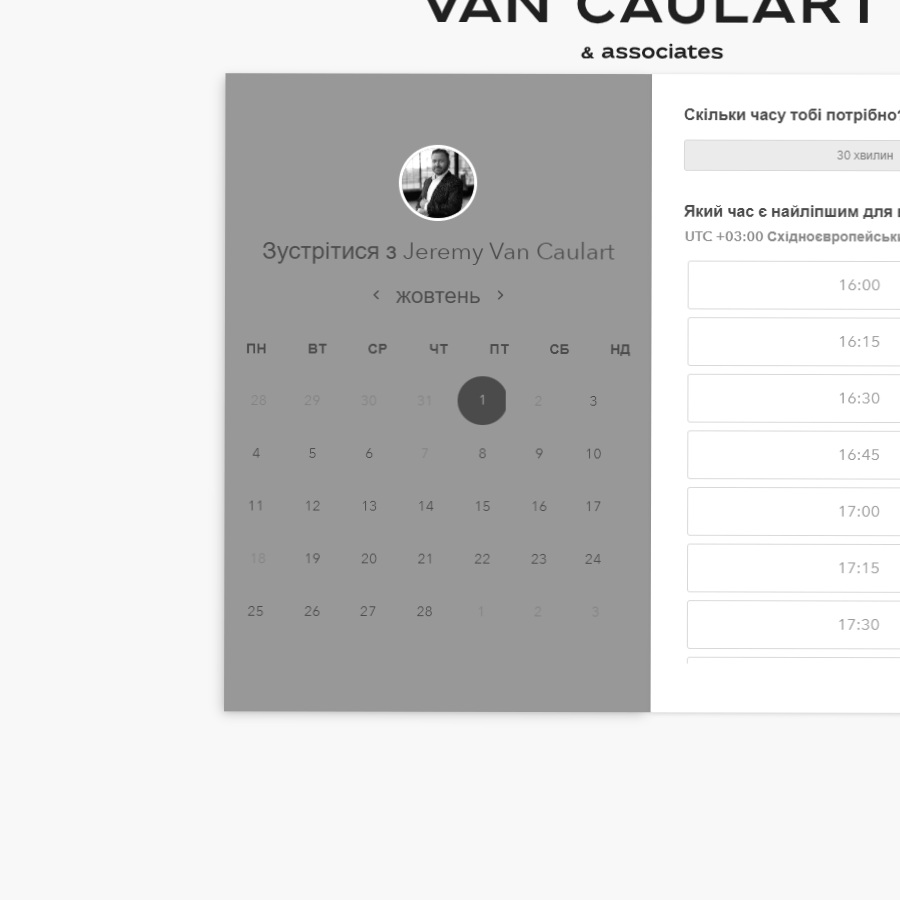 VAN CAULART
& associates
Зустрітися з Jeremy Van Caulart
жовтень
ПН ВТ СР ЧТ ПТ СБ НД
28 29 30 31 1 2 3
4 5 6 7 8 9 10
11 12 13 14 15 16 17
18 19 20 21 22 23 24
25 26 27 28 1 2 3
Скільки часу тобі потрібно?
30 хвилин
Який час є найліпшим для
UTC +03:00
16:00
16:15
16:30
16:45
17:00
17:15
17:30